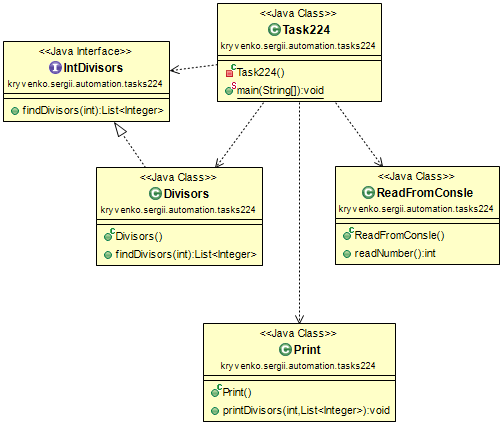 <<Java Class>>
Task224
kryvenko.sergii.automation.tasks224
Task224()
main(String[]):void
<<Java Interface>>
IntDivisors
kryvenko.sergii.automation.tasks224
findDivisors(int):List<Integer>
<<Java Class>>
Divisors
kryvenko.sergii.automation.tasks224
Divisors()
findDivisors(int):List<Integer>
<<Java Class>>
ReadFromConsle
kryvenko.sergii.automation.tasks224
ReadFromConsle()
readNumber():int
<<Java Class>>
Print
kryvenko.sergii.automation.tasks224
Print()
printDivisors(int,List<Integer>):void